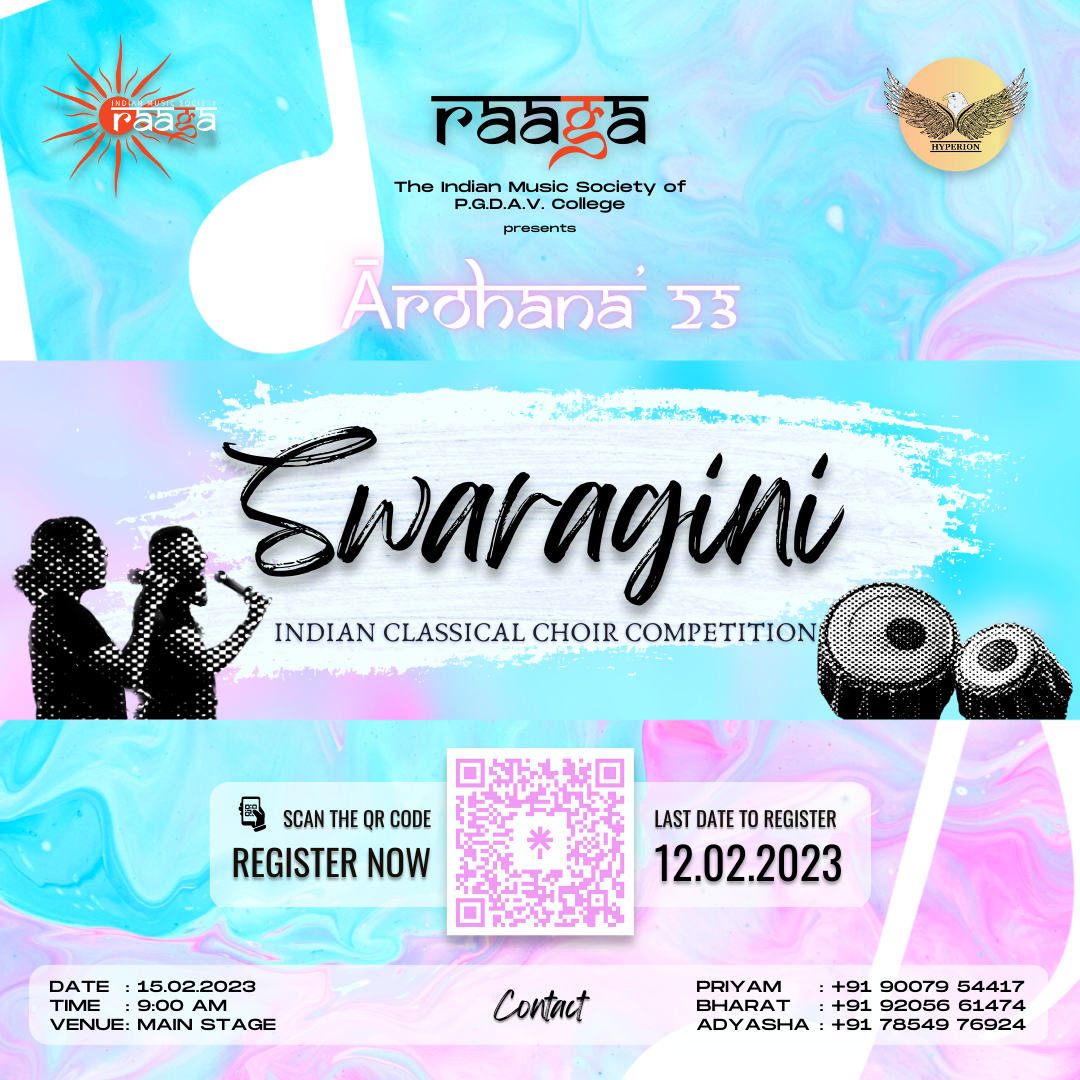 INDIAN MUSIC SOCIETY
raaga
raaga
HYPERION
The Indian Music Society of
P.G.D.A.V. College
presents
Ārohana' 23
Swaragini
INDIAN CLASSICAL CHOIR COMPETITION
SCAN THE QR CODE
REGISTER NOW
LAST DATE TO REGISTER
12.02.2023
DATE : 15.02.2023
TIME : 9:00 AM
VENUE: MAIN STAGE
Contact
PRIYAM : +91 90079 54417
BHARAT : +91 92056 61474
ADYASHA : +91 78549 76924